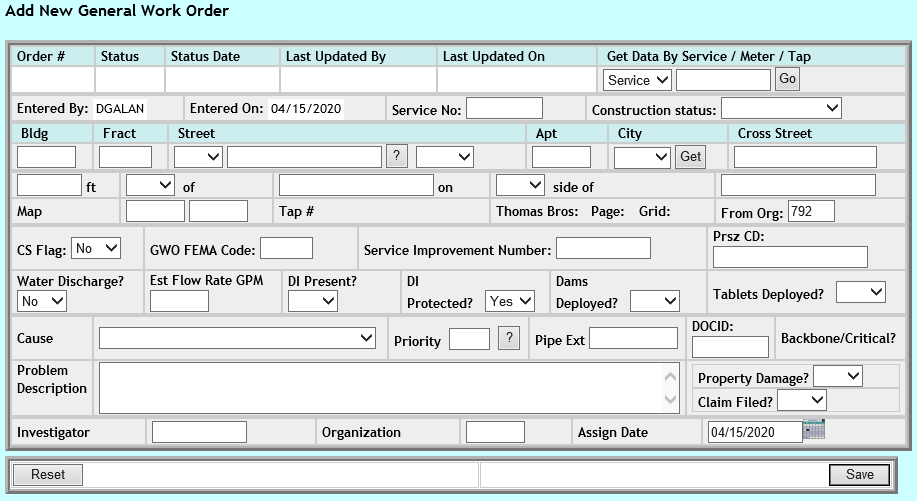 Add New General Work Order
Order # Status Status Date Last Updated By Last Updated On Get Data By Service / Meter / Tap
Service Go
Entered By: DGALAN Entered On: 04/15/2020 Service No: Construction status:
Bldg Fract Street Apt City Cross Street
? Get
ft of on side of
Map Tap # Thomas Bros: Page: Grid: From Org: 792
CS Flag: No GWO FEMA Code: Service Improvement Number: Prsz CD:
Water Discharge? Est Flow Rate GPM DI Present? DI Dams
No Protected? Yes Deployed? Tablets Deployed?
Cause Priority ? Pipe Ext DOCID: Backbone/Critical?
Problem
Description Property Damage?
Claim Filed?
Investigator Organization Assign Date 04/15/2020
Reset Save